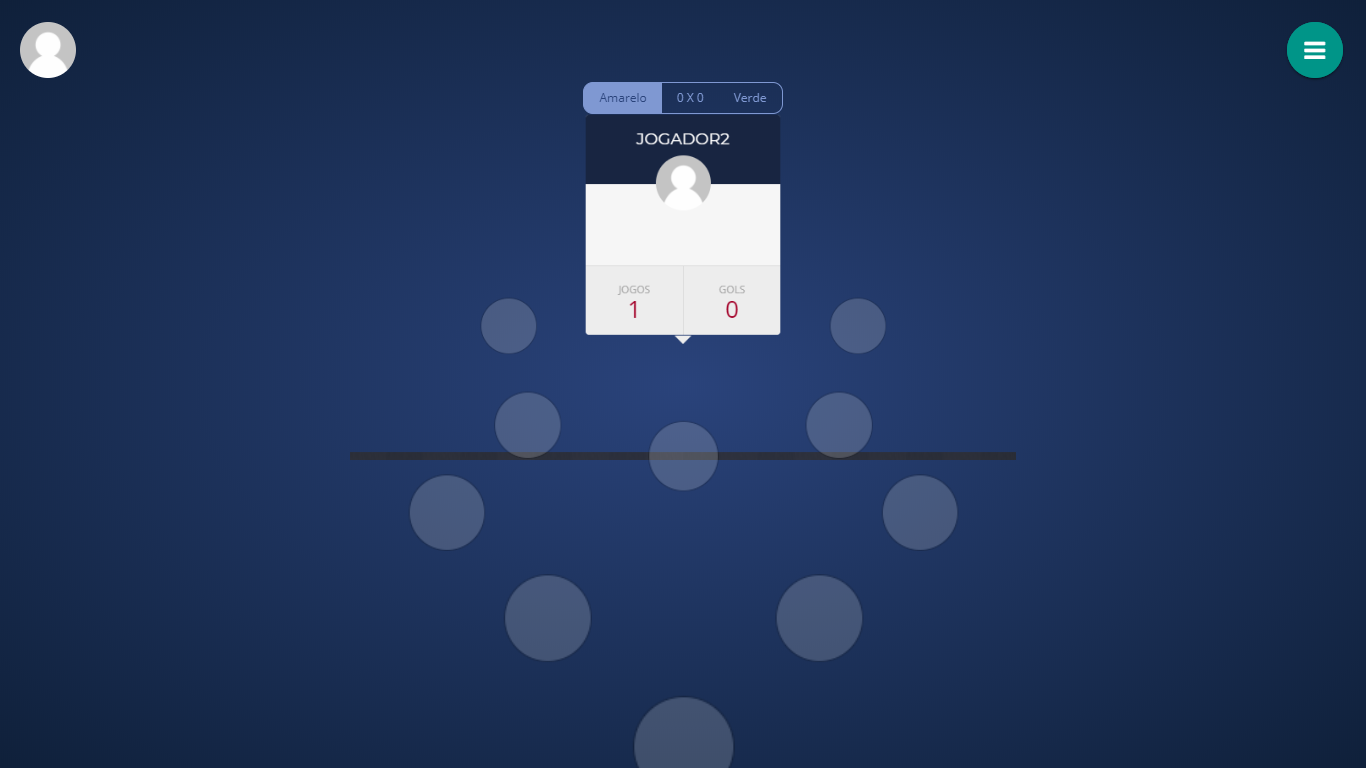 Amarelo 0 X 0 Verde
JOGADOR2
JOGOS GOLS
1 0